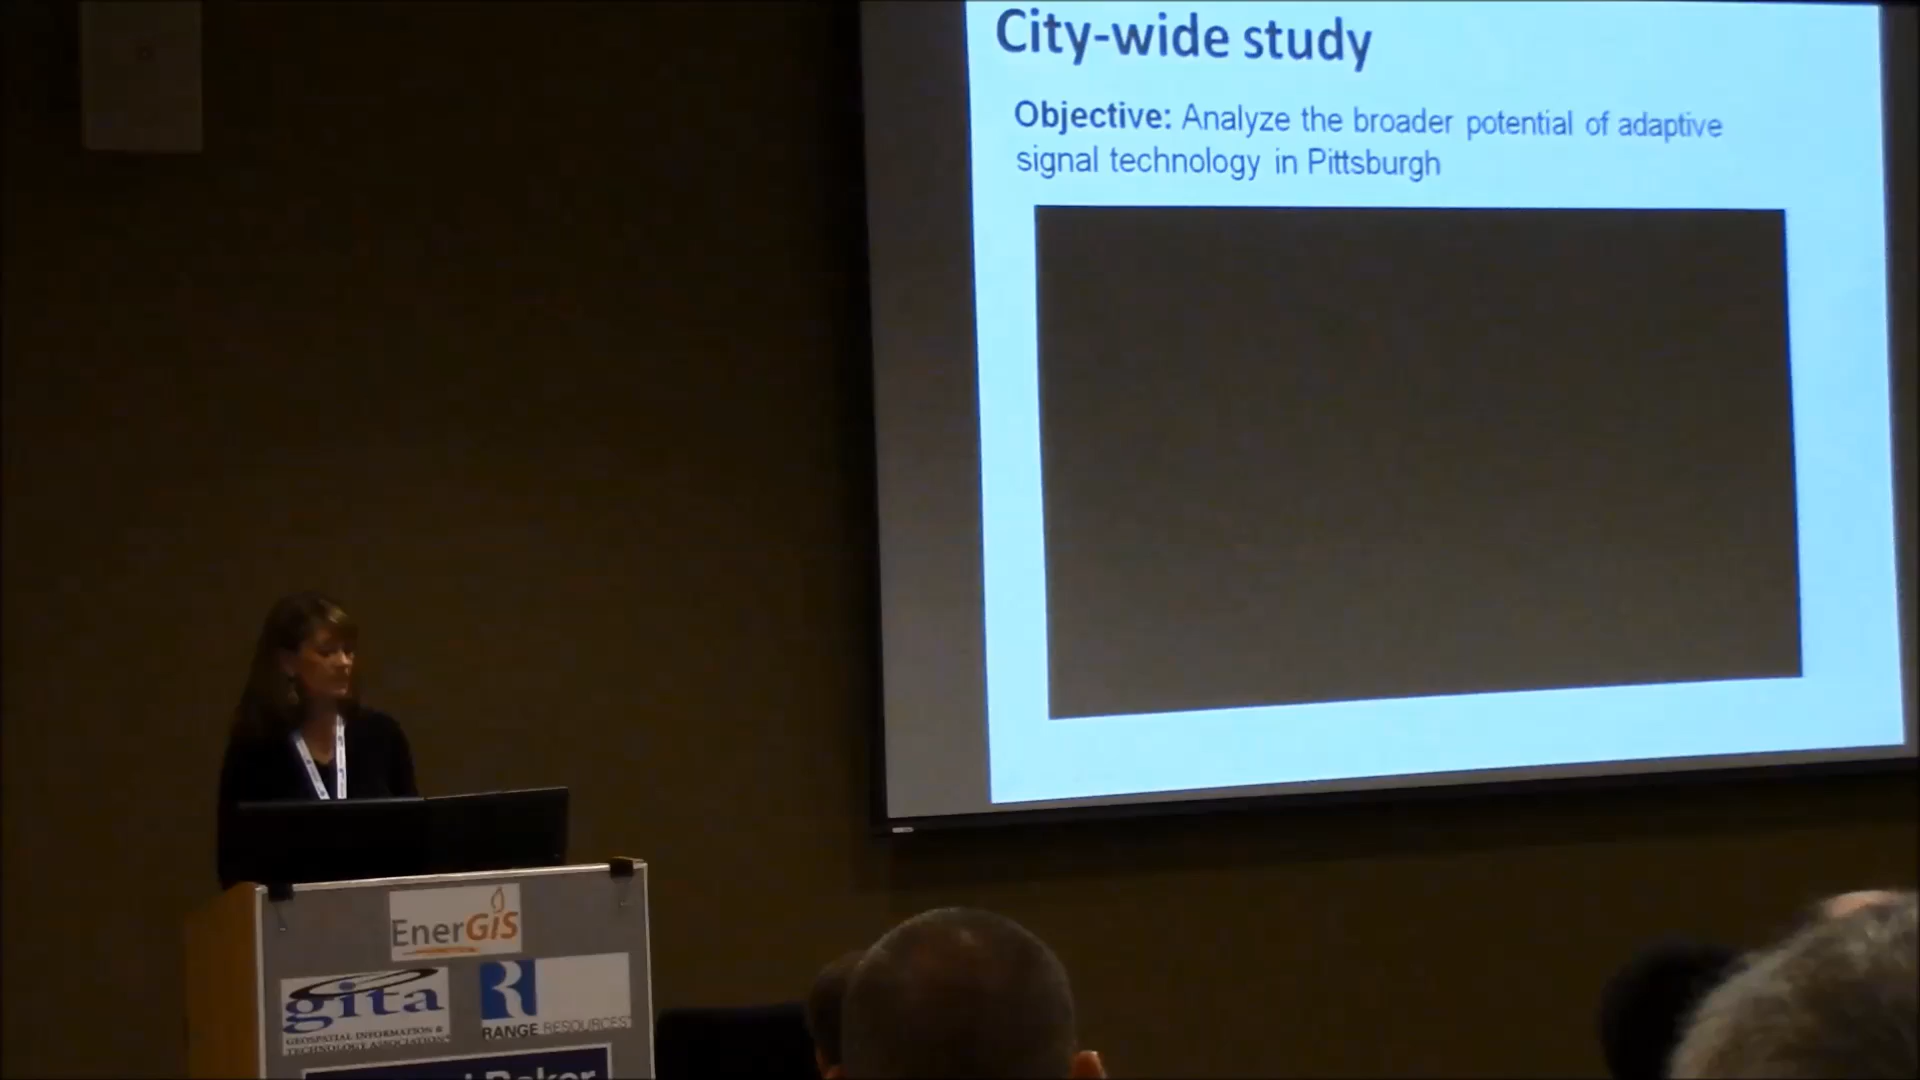 City-wide study
Objective: Analyze the broader potential of adaptive
signal technology in Pittsburgh
EnerGIS
gita
GEOSPATIAL INFORMATION &
TECHNOLOGY ASSOCIATION
R
RANGE RESOURCES
Baker